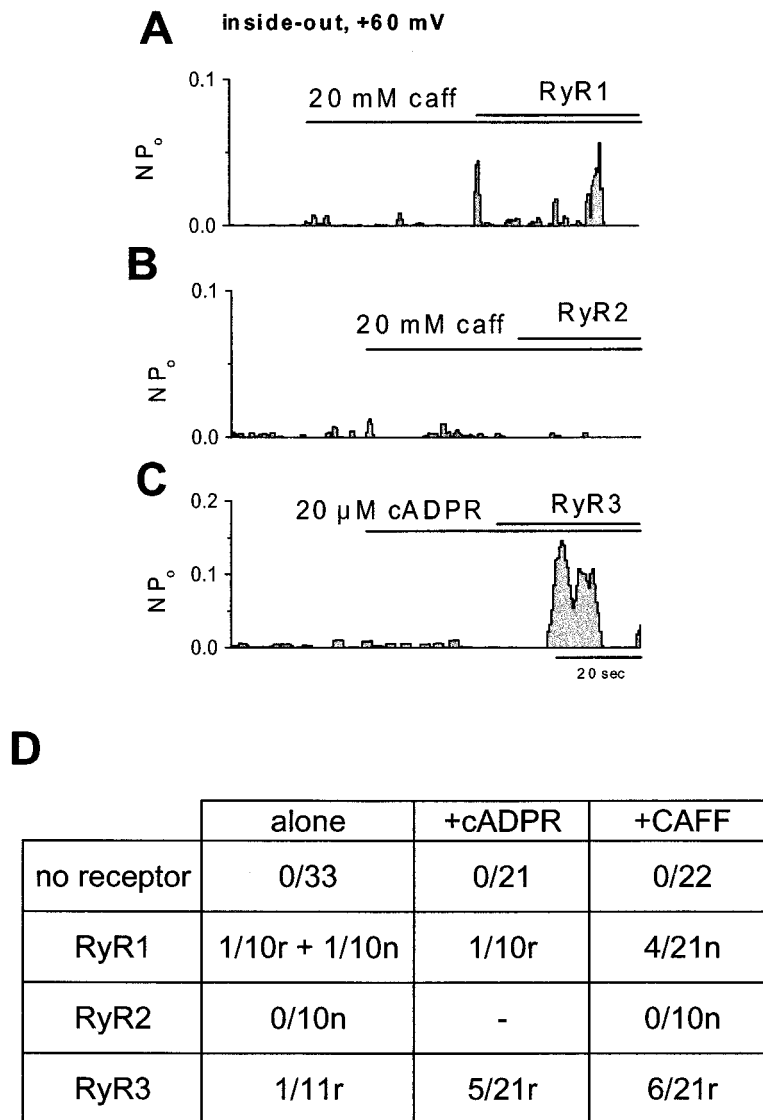 A inside-out, +60 mV
0.1
20 mM caff RyR1
NPo
0.0
B
0.1
20 mM caff RyR2
NPo
0.0
C
0.2
20 µM cADPR RyR3
0.1
NPo
0.0
20 sec
D
alone +cADPR +CAFF
no receptor 0/33 0/21 0/22
RyR1 1/10r + 1/10n 1/10r 4/21n
RyR2 0/10n - 0/10n
RyR3 1/11r 5/21r 6/21r